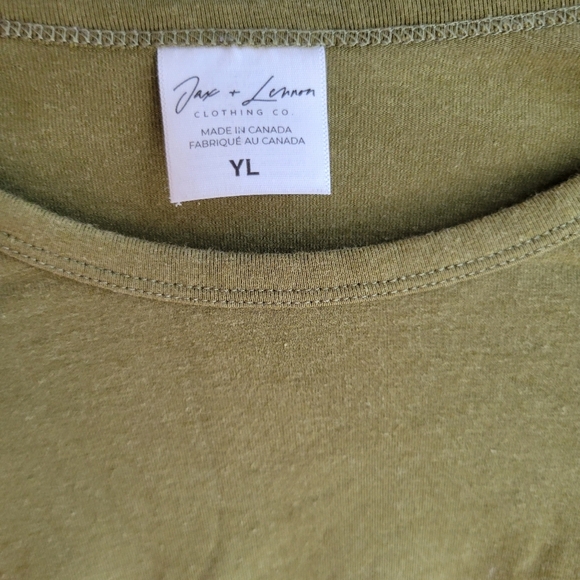 Jax + Lennon
CLOTHING CO.
MADE IN CANADA
FABRIQUÉ AU CANADA
YL